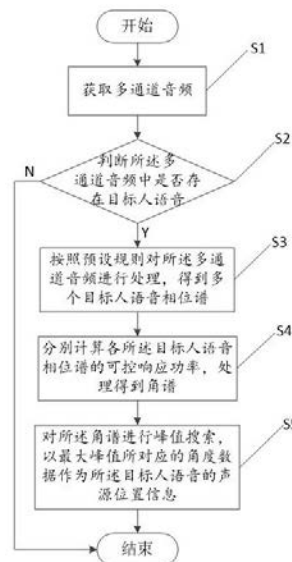 开始
S1
获取多通道音频
S2
判断所述多
通道音频中是否存
在目标人语音
N
Y
S3
按照预设规则对所述多通
道音频进行处理，得到多
个目标人语音相位谱
S4
分别计算各所述目标人语音
相位谱的可控响应功率，处
理得到角谱
S5
对所述角谱进行峰值搜索，
以最大峰值所对应的角度数
据作为所述目标人语音的声
源位置信息
结束